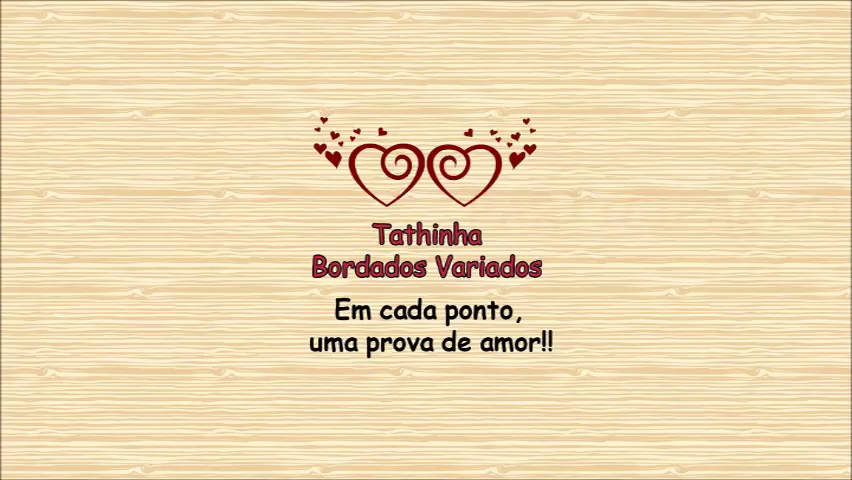 Tathinha
Bordados Variados
Em cada ponto,
uma prova de amor!!